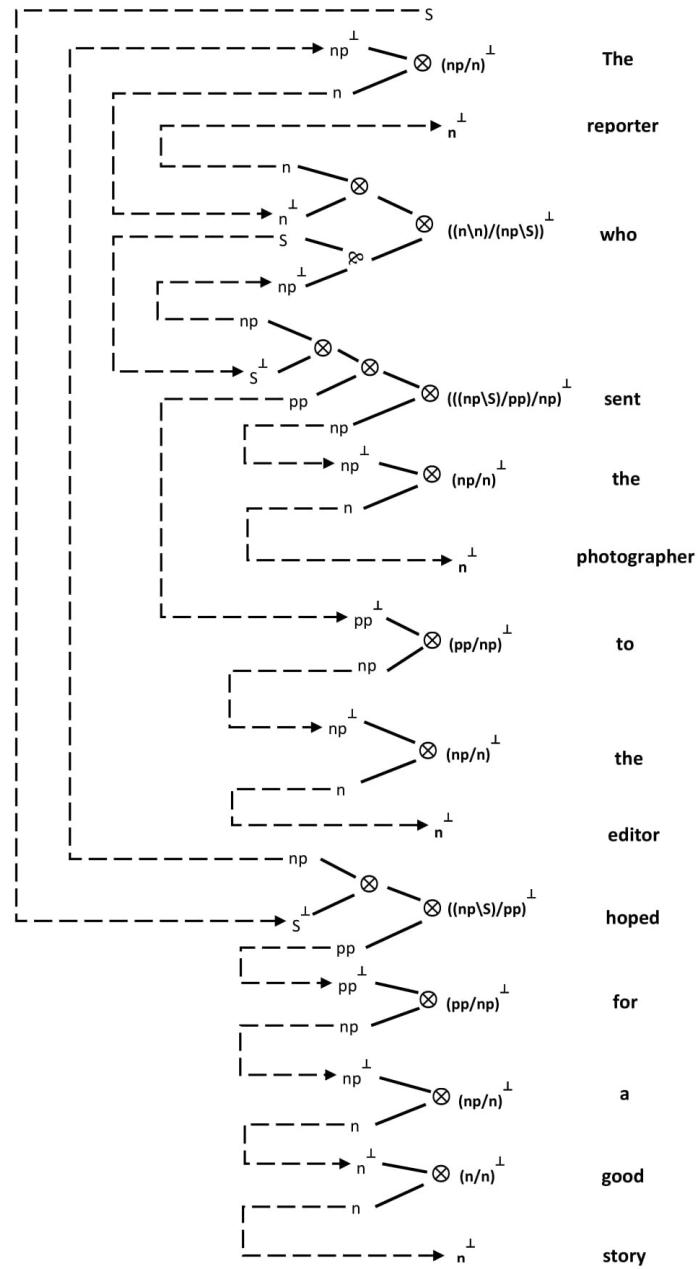 S
np⊥ ⊗ (np/n)⊥ The
n
n⊥ reporter
n
⊗
n⊥
⊗ ((n\n)/(np\S))⊥ who
S
⅋
np⊥
np
⊗
S⊥
⊗
pp
⊗ (((np\S)/pp)/np)⊥ sent
np
np⊥
⊗ (np/n)⊥ the
n
n⊥ photographer
pp⊥
⊗ (pp/np)⊥ to
np
np⊥
⊗ (np/n)⊥ the
n
n⊥ editor
np
⊗
S⊥
⊗ ((np\S)/pp)⊥ hoped
pp
pp⊥
⊗ (pp/np)⊥ for
np
np⊥
⊗ (np/n)⊥ a
n
n⊥
⊗ (n/n)⊥ good
n
n⊥ story